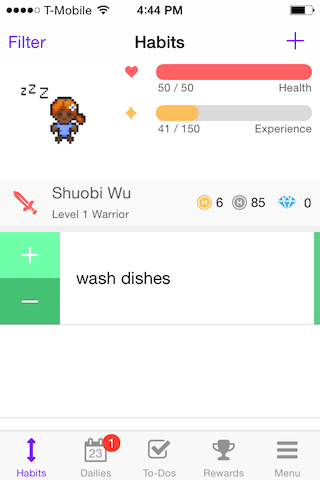 T-Mobile 4:44 PM
Filter Habits
ZZZ
50 / 50 Health
41 / 150 Experience
Shuobi Wu
Level 1 Warrior
H 6 H 85 0
+
−
wash dishes
1
23
Habits Dailies To-Dos Rewards Menu